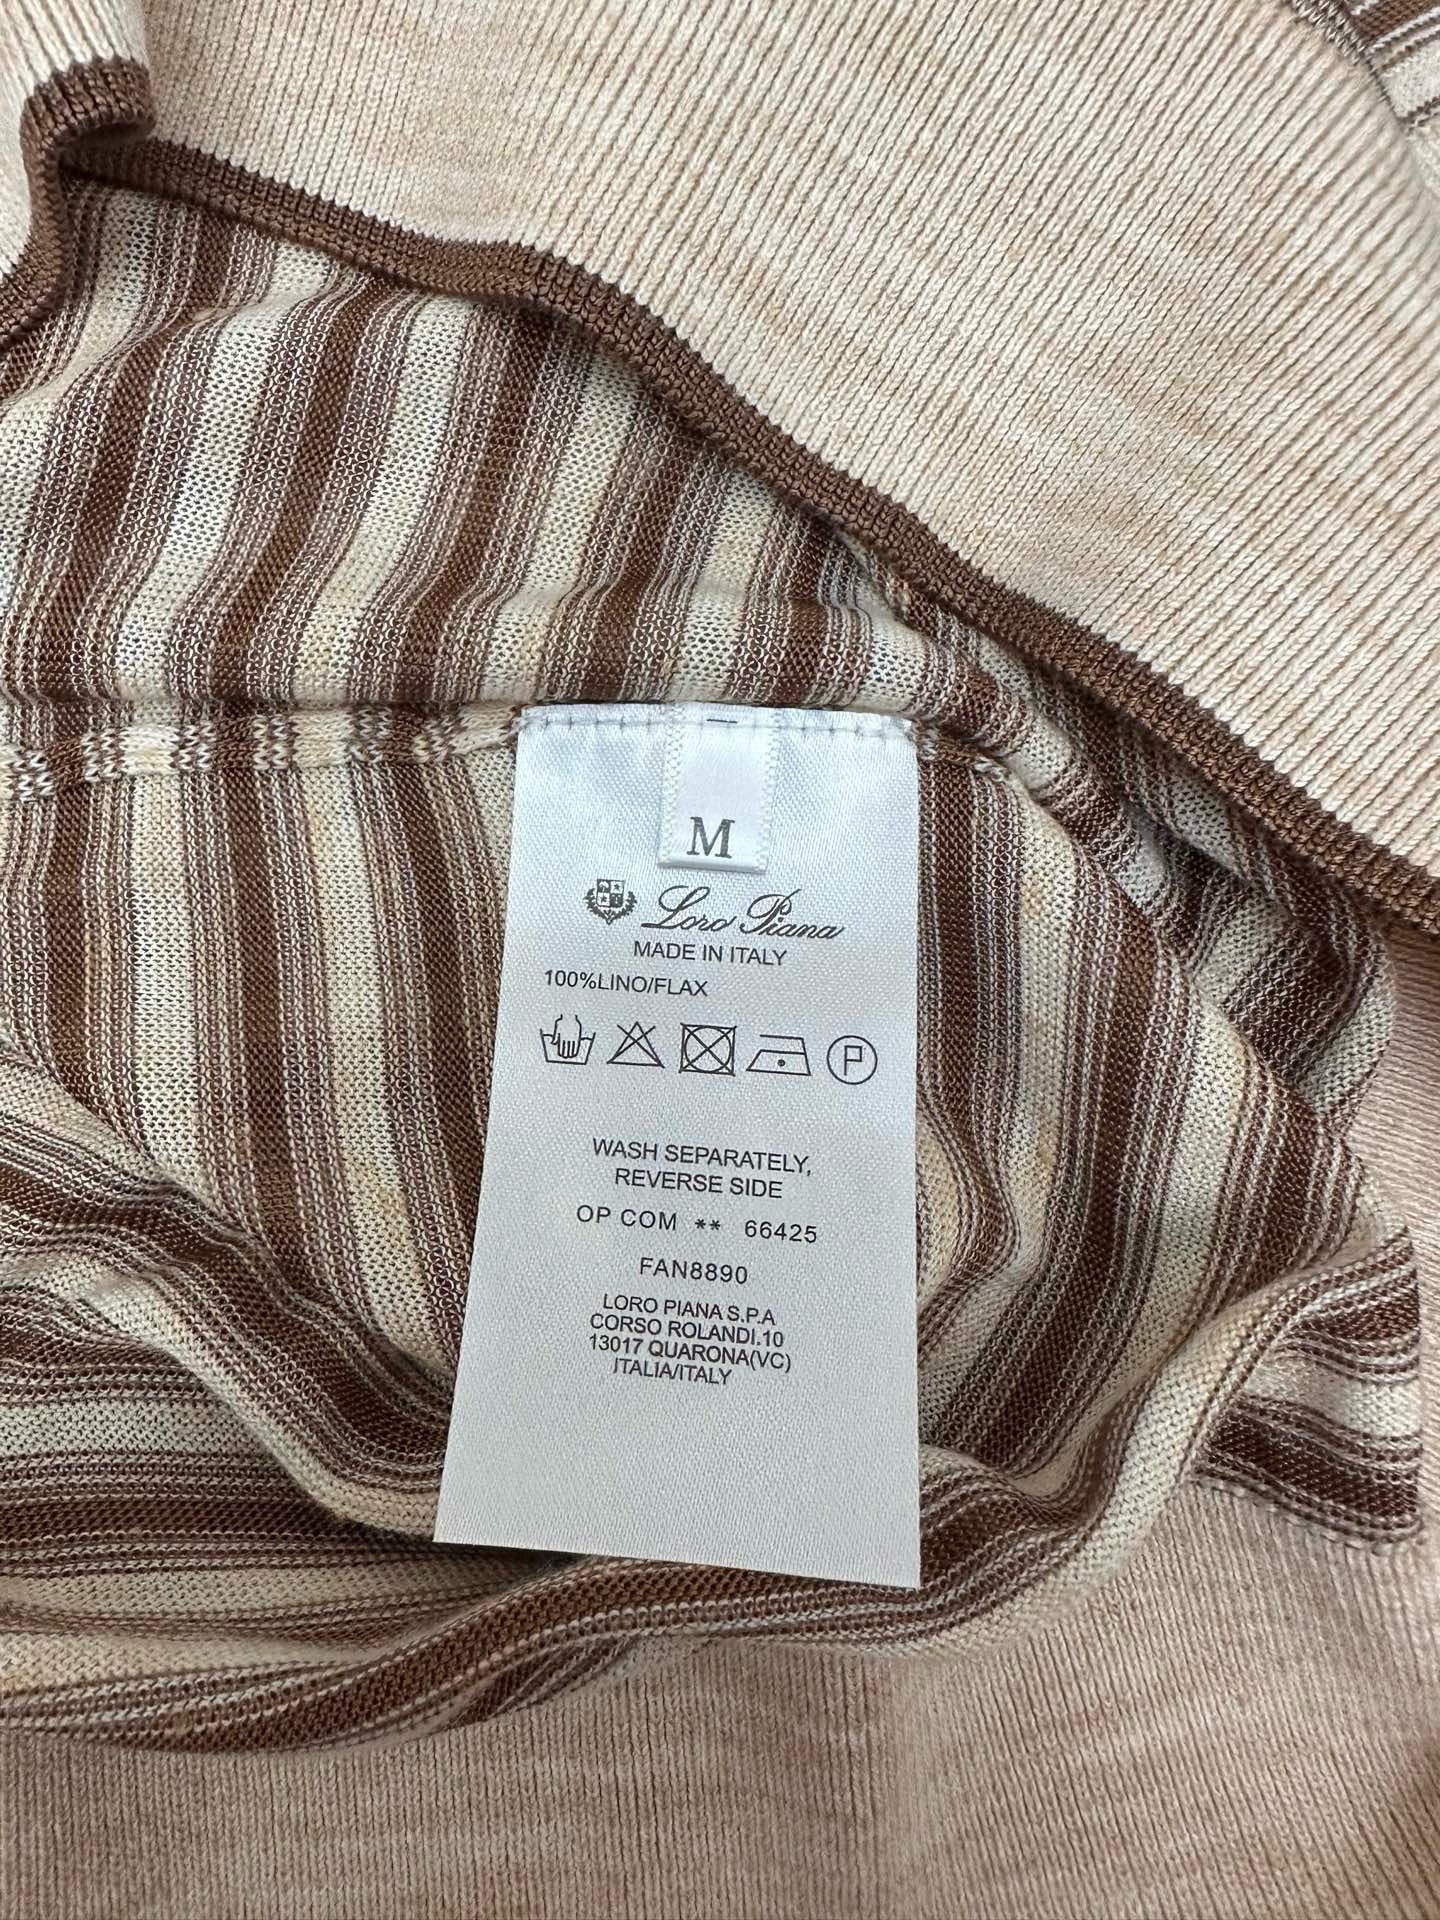 M
Loro Piana
MADE IN ITALY
100%LINO/FLAX
P
WASH SEPARATELY,
REVERSE SIDE
OP COM ** 66425
FAN8890
LORO PIANA S.P.A
CORSO ROLANDI.10
13017 QUARONA(VC)
ITALIA/ITALY